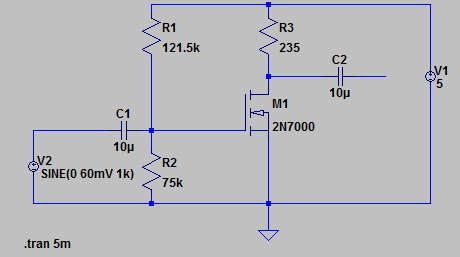 R1
121.5k
R3
235
C2
10µ
V1
5
C1
10µ
M1
2N7000
V2
SINE(0 60mV 1k)
R2
75k
.tran 5m